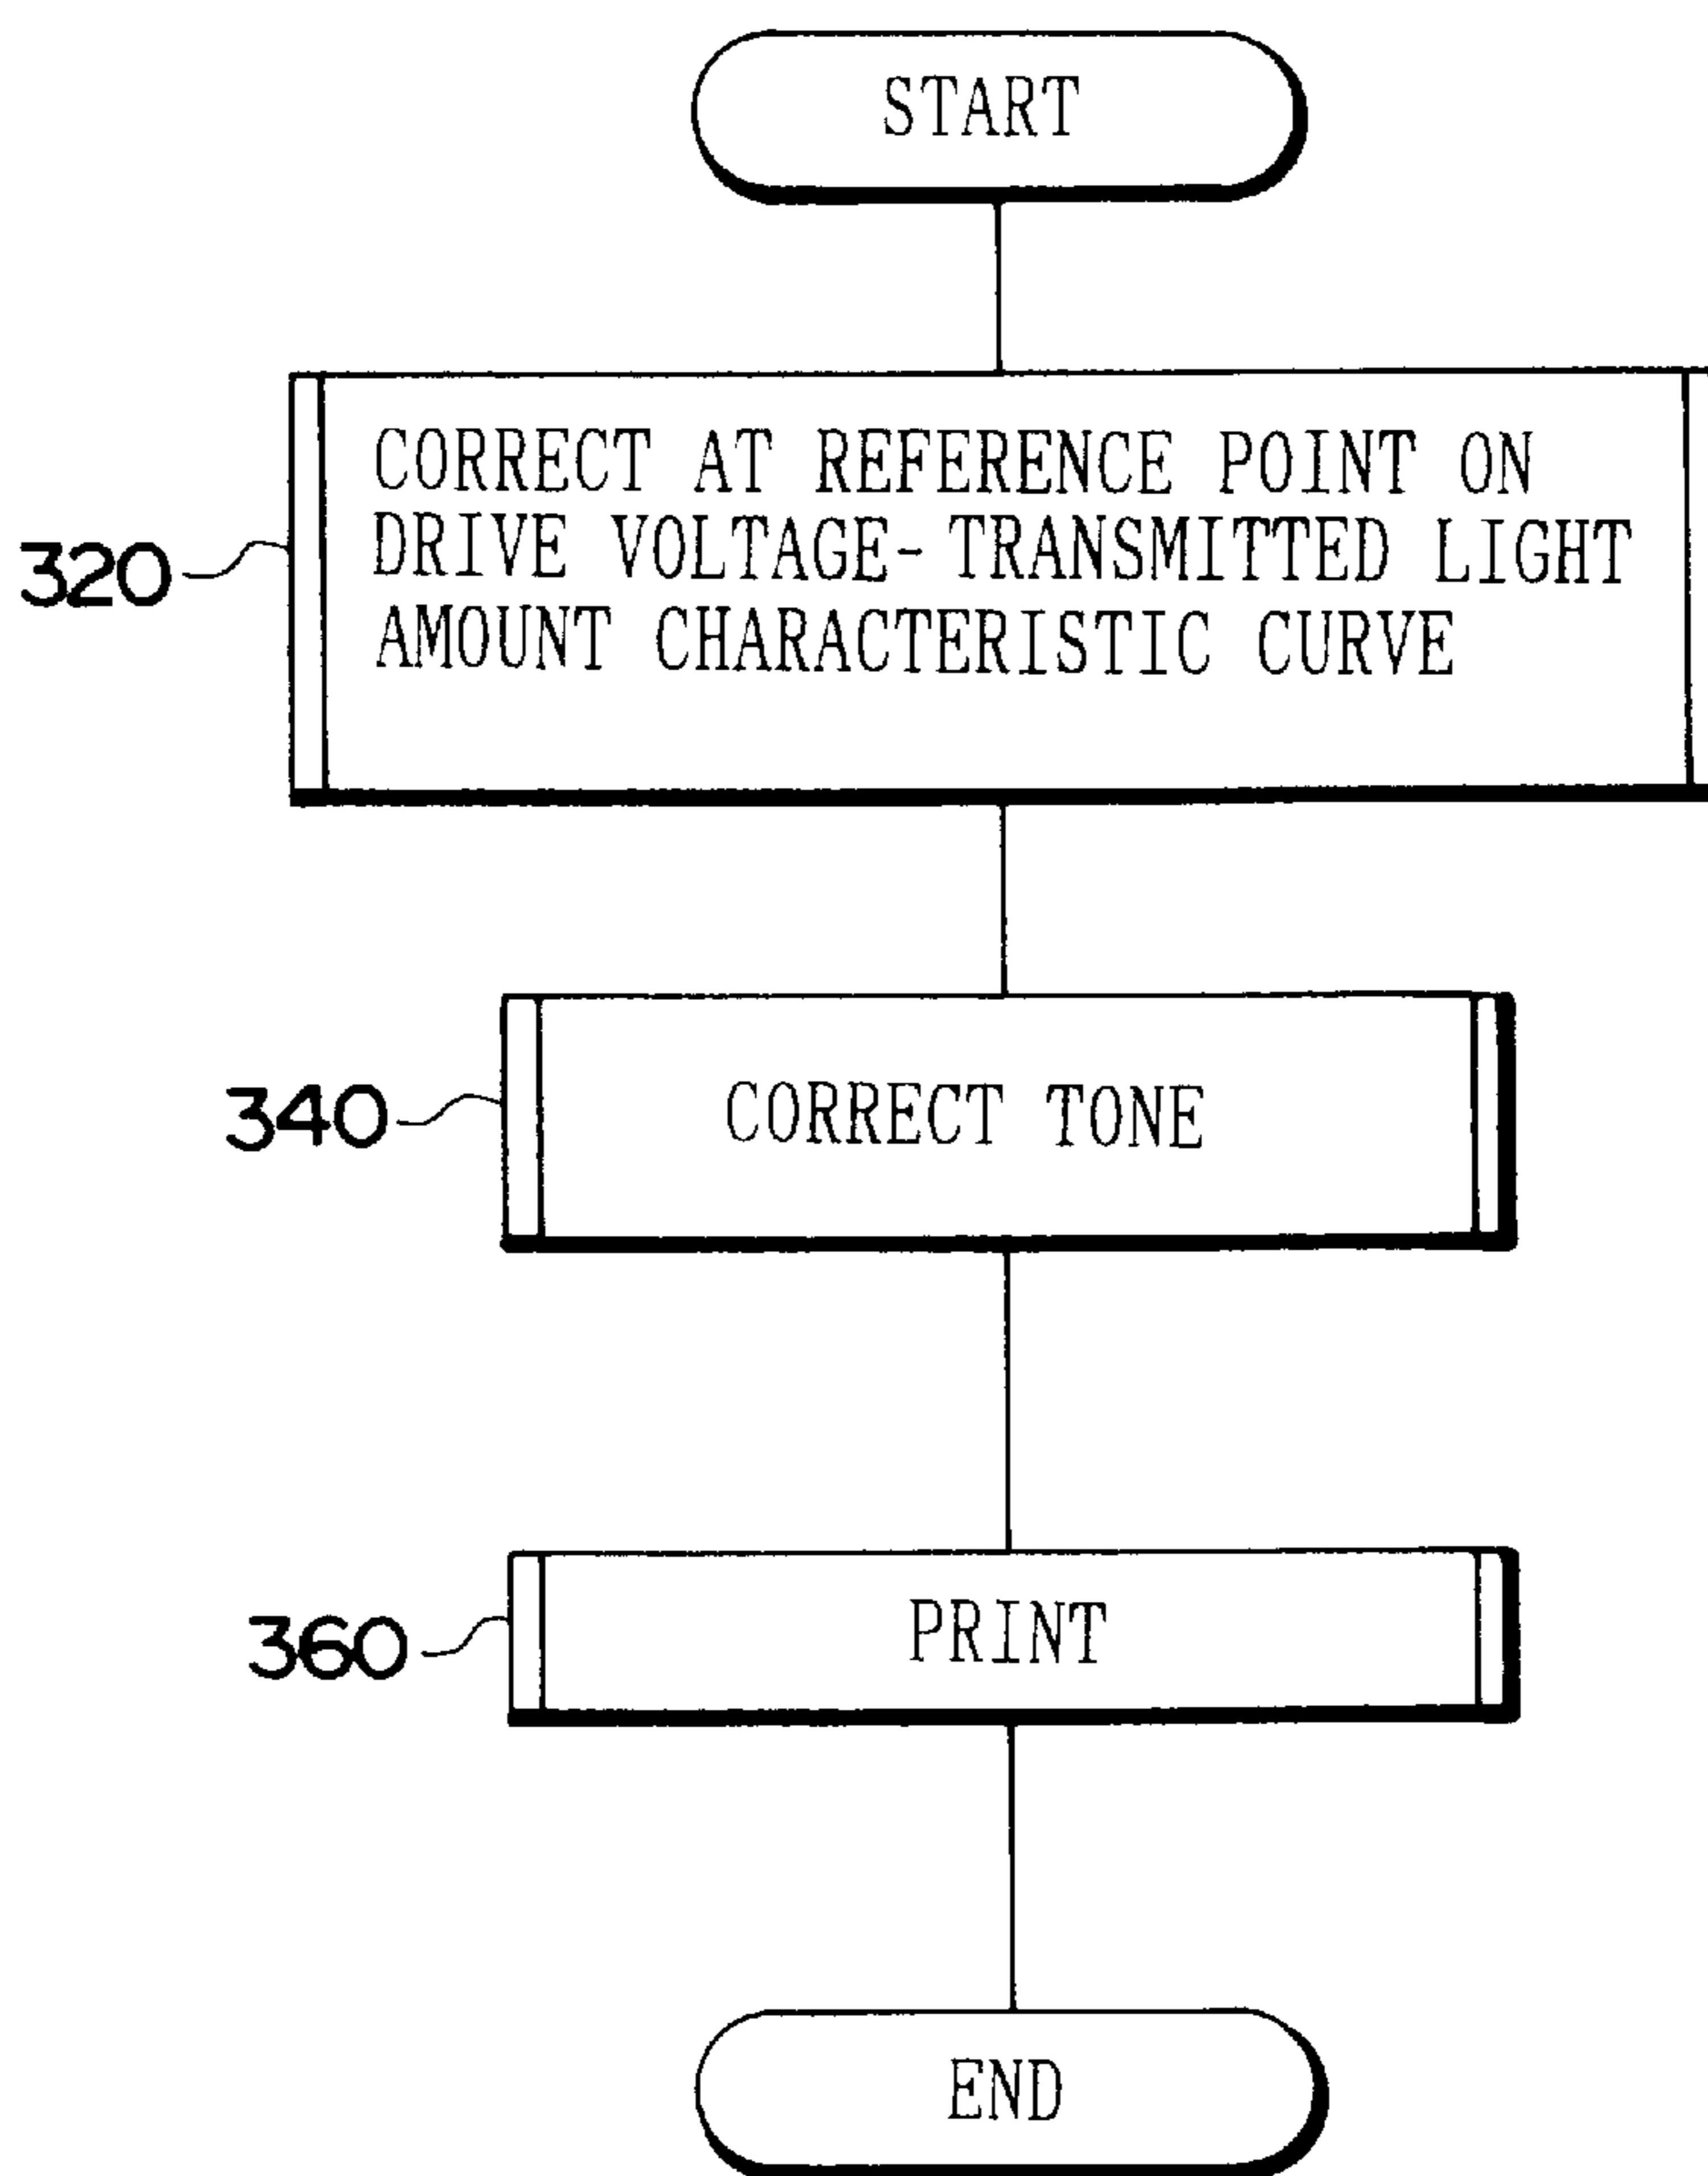 START
CORRECT AT REFERENCE POINT ON
DRIVE VOLTAGE-TRANSMITTED LIGHT
AMOUNT CHARACTERISTIC CURVE
320
CORRECT TONE
340
PRINT
360
END